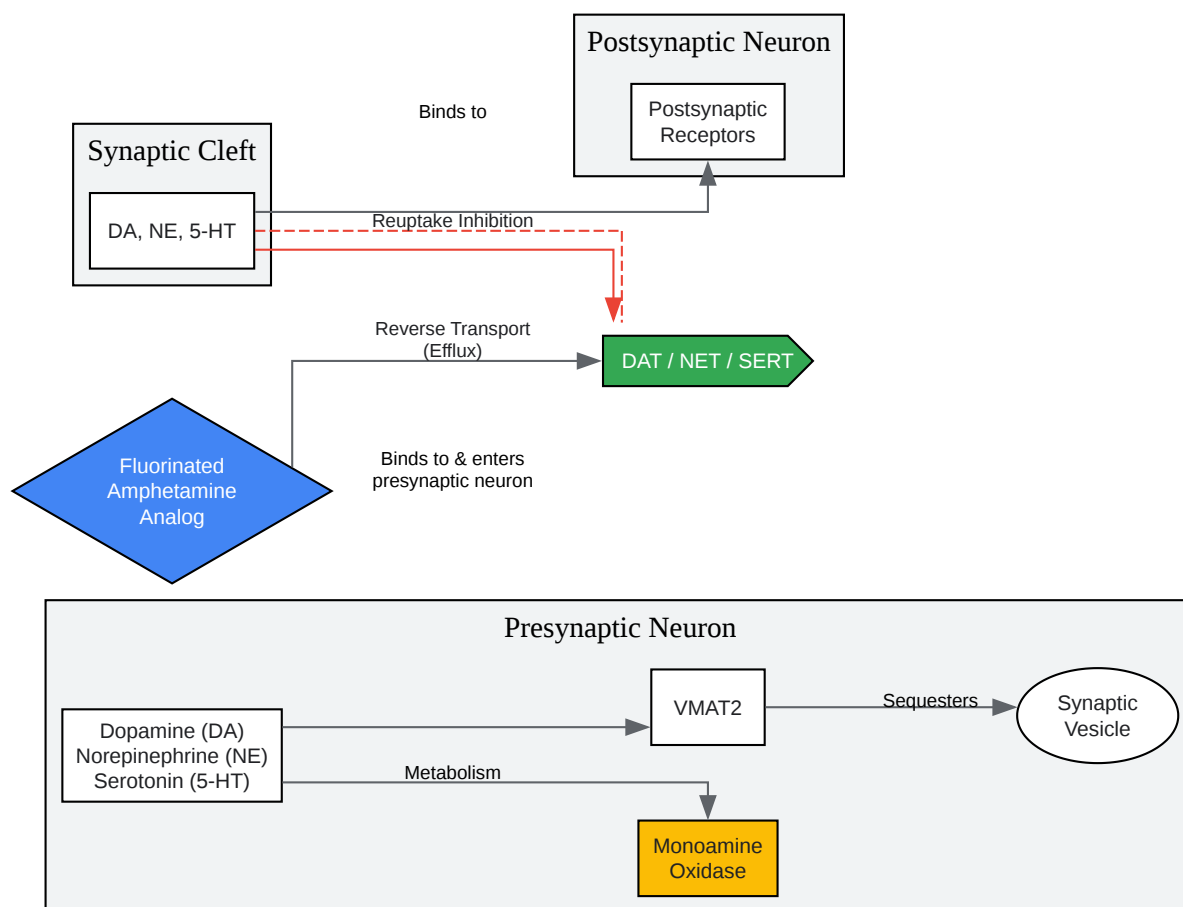 Postsynaptic Neuron
Postsynaptic
Receptors
Binds to
Synaptic Cleft
DA, NE, 5-HT
Reuptake Inhibition
Reverse Transport
(Efflux)
DAT / NET / SERT
Fluorinated
Amphetamine
Analog
Binds to & enters
presynaptic neuron
Presynaptic Neuron
Dopamine (DA)
Norepinephrine (NE)
Serotonin (5-HT)
VMAT2
Sequesters
Synaptic
Vesicle
Metabolism
Monoamine
Oxidase